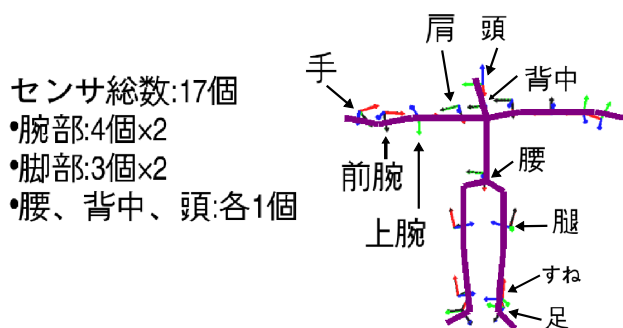 センサ総数:17個
•腕部:4個×2
•脚部:3個×2
•腰、背中、頭:各1個
手
肩
頭
背中
前腕
上腕
腰
腿
すね
足